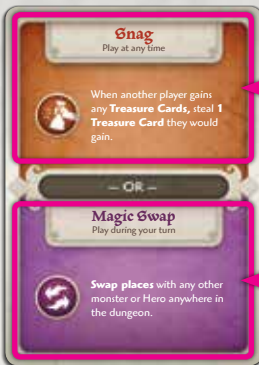 Snag
Play at any time
When another player gains
any Treasure Cards, steal 1
Treasure Card they would
gain.
– OR –
Magic Swap
Play during your turn
Swap places with any other
monster or Hero anywhere in
the dungeon.